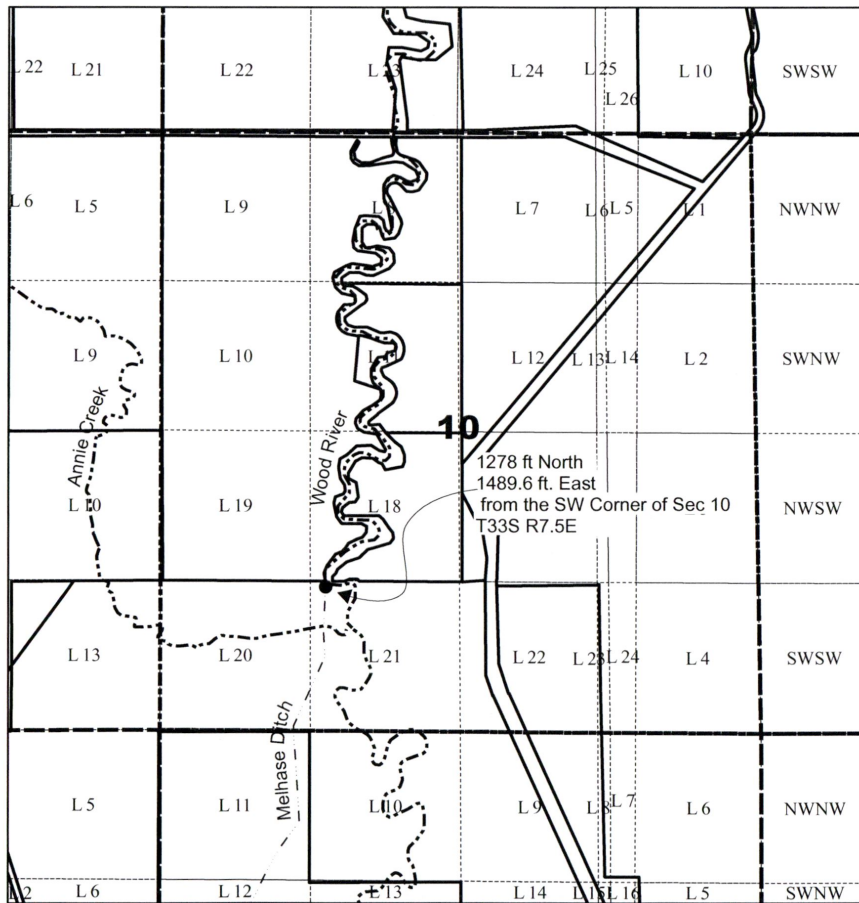 L 22 L 21 L 22 L 23 L 24 L 25 L 10 SWSW
L 26
L 6 L 5 L 9 L 7 L 6 L 5 L 1 NWNW
L 9 L 10 L 12 L 13 L 14 L 2 SWNW
Annie Creek
Wood River
10
1278 ft North
1489.6 ft. East
from the SW Corner of Sec 10
T33S R7.5E
L 10 L 19 L 18 NWSW
L 13 L 20 L 21 L 22 L 23 L 24 L 4 SWSW
Melhase Ditch
L 5 L 11 L 10 L 9 L 8 L 7 L 6 NWNW
L 2 L 6 L 12 L 13 L 14 L 15 L 16 L 5 SWNW